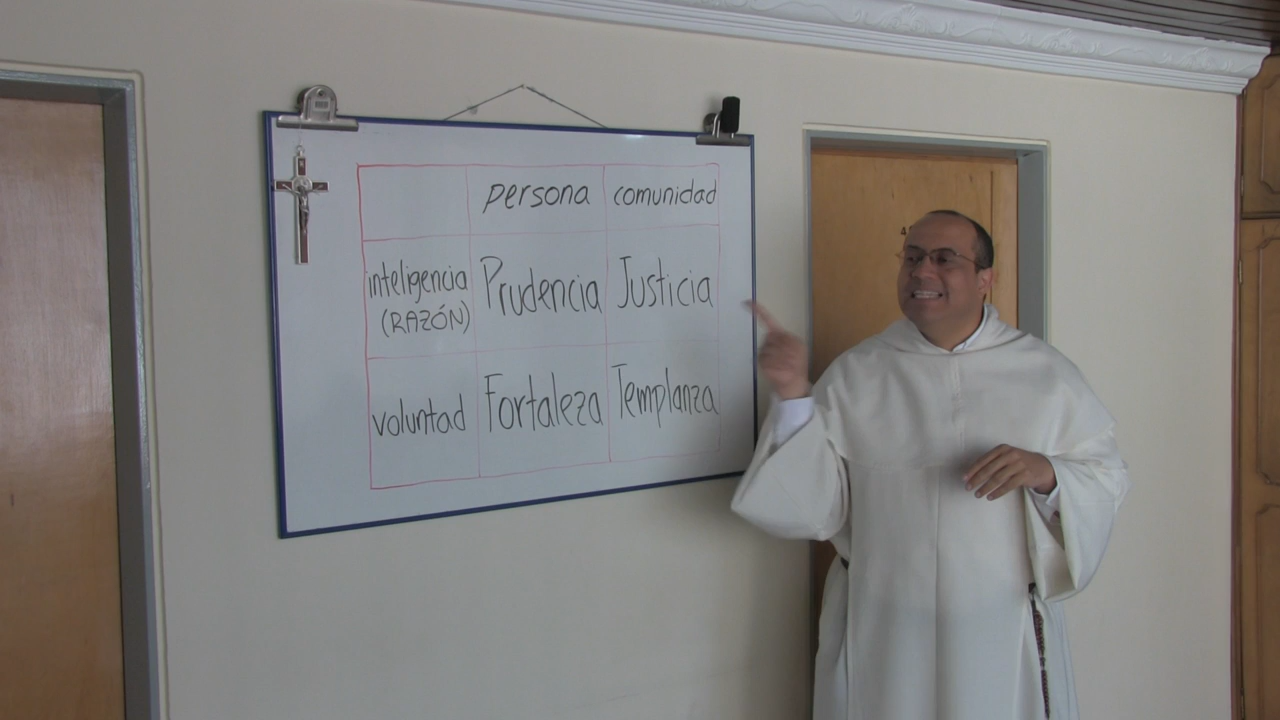 persona comunidad
inteligencia Prudencia Justicia
(RAZÓN)
voluntad Fortaleza Templanza